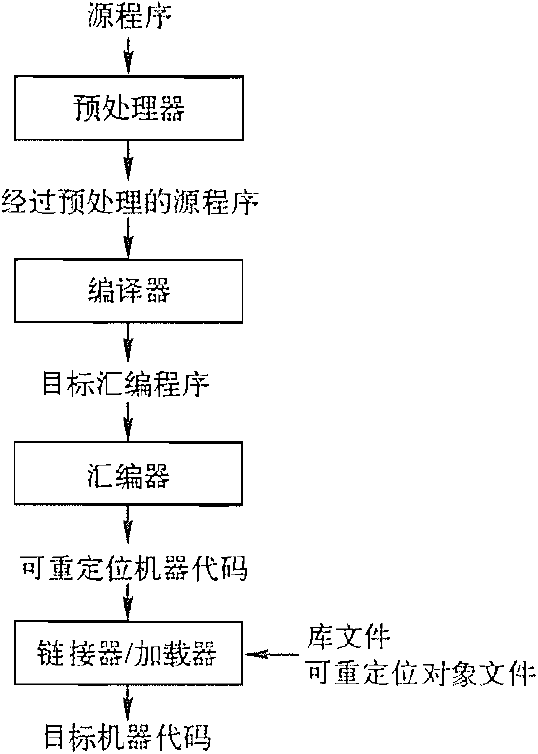 源程序
预处理器
经过预处理的源程序
编译器
目标汇编程序
汇编器
可重定位机器代码
链接器/加载器
库文件
可重定位对象文件
目标机器代码